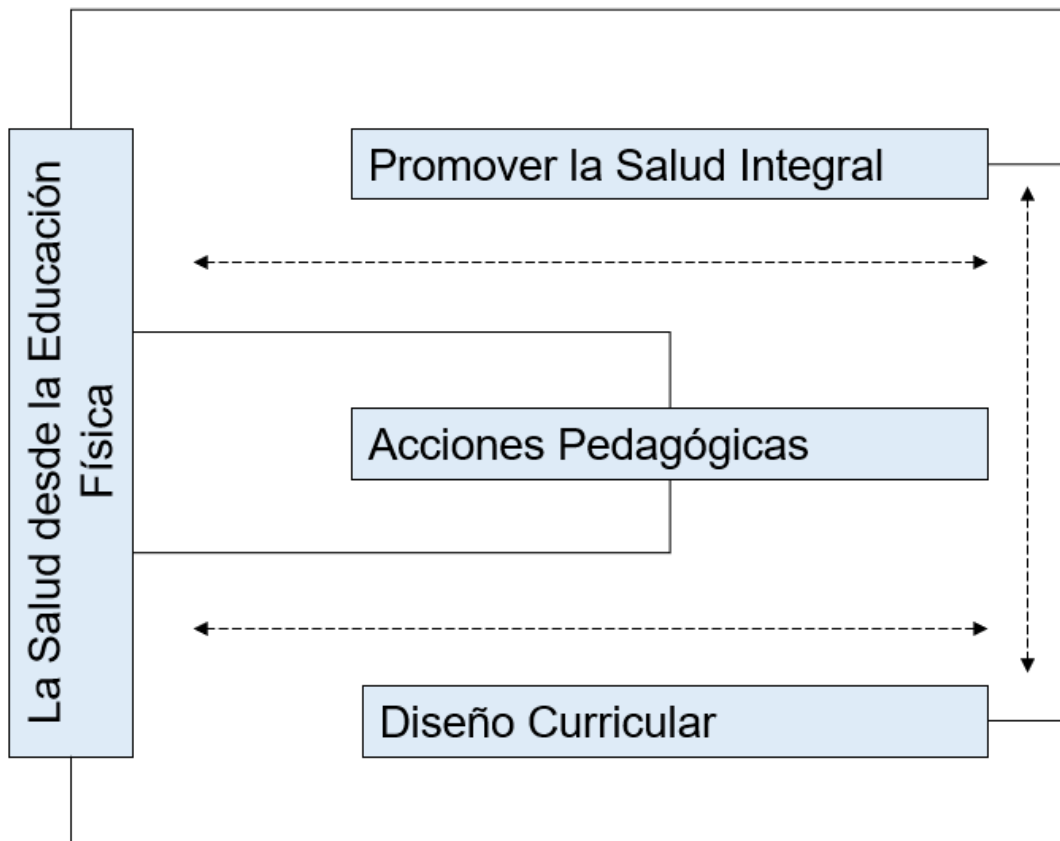 La Salud desde la Educación
Física
Promover la Salud Integral
Acciones Pedagógicas
Diseño Curricular